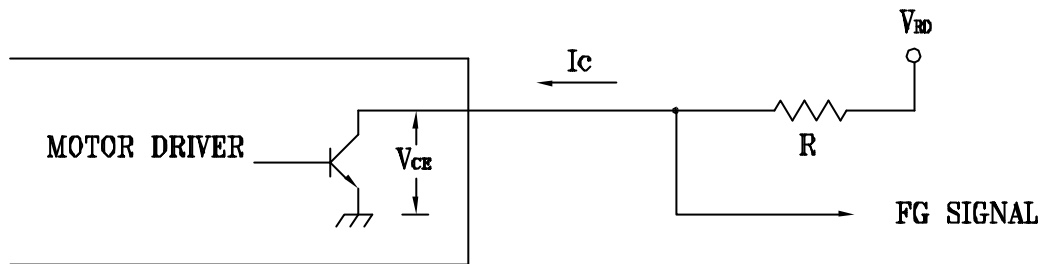 VRD
Ic
MOTOR DRIVER
VCE
R
FG SIGNAL